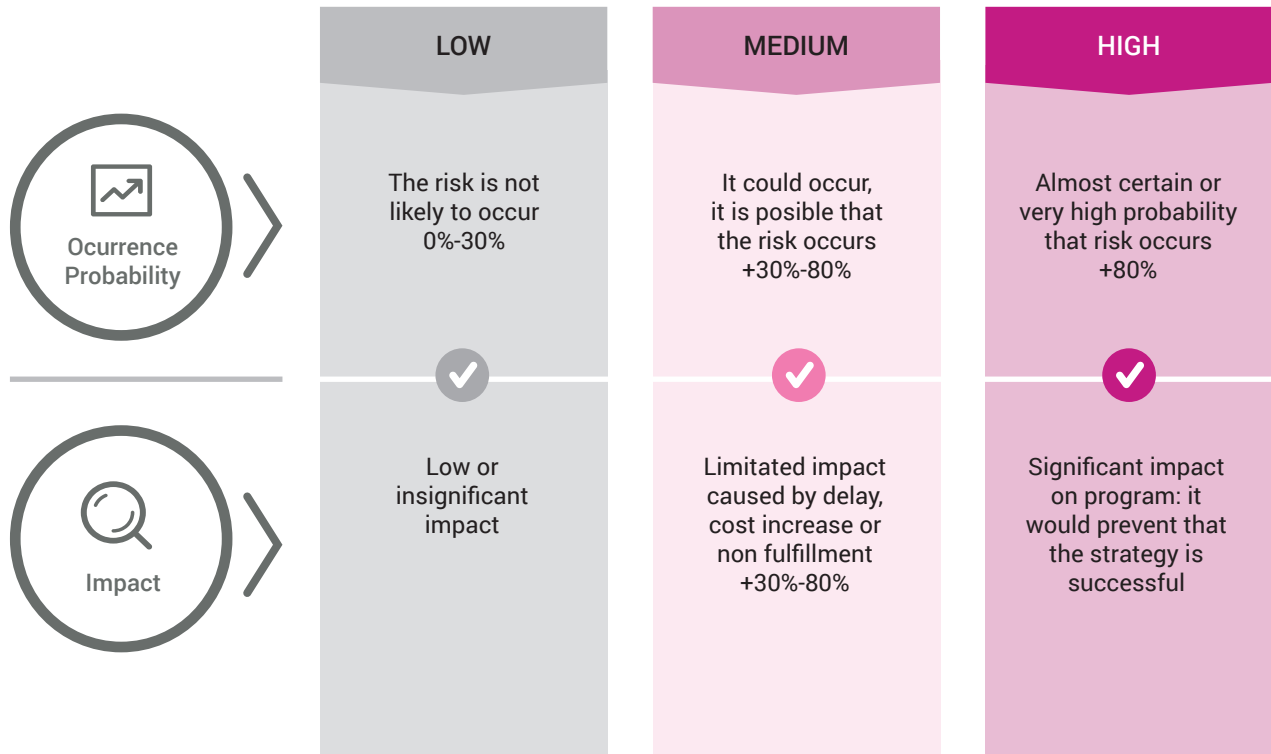 LOW
MEDIUM
HIGH
Ocurrence
Probability
The risk is not
likely to occur
0%-30%
It could occur,
it is posible that
the risk occurs
+30%-80%
Almost certain or
very high probability
that risk occurs
+80%
Impact
Low or
insignificant
impact
Limitated impact
caused by delay,
cost increase or
non fulfillment
+30%-80%
Significant impact
on program: it
would prevent that
the strategy is
successful